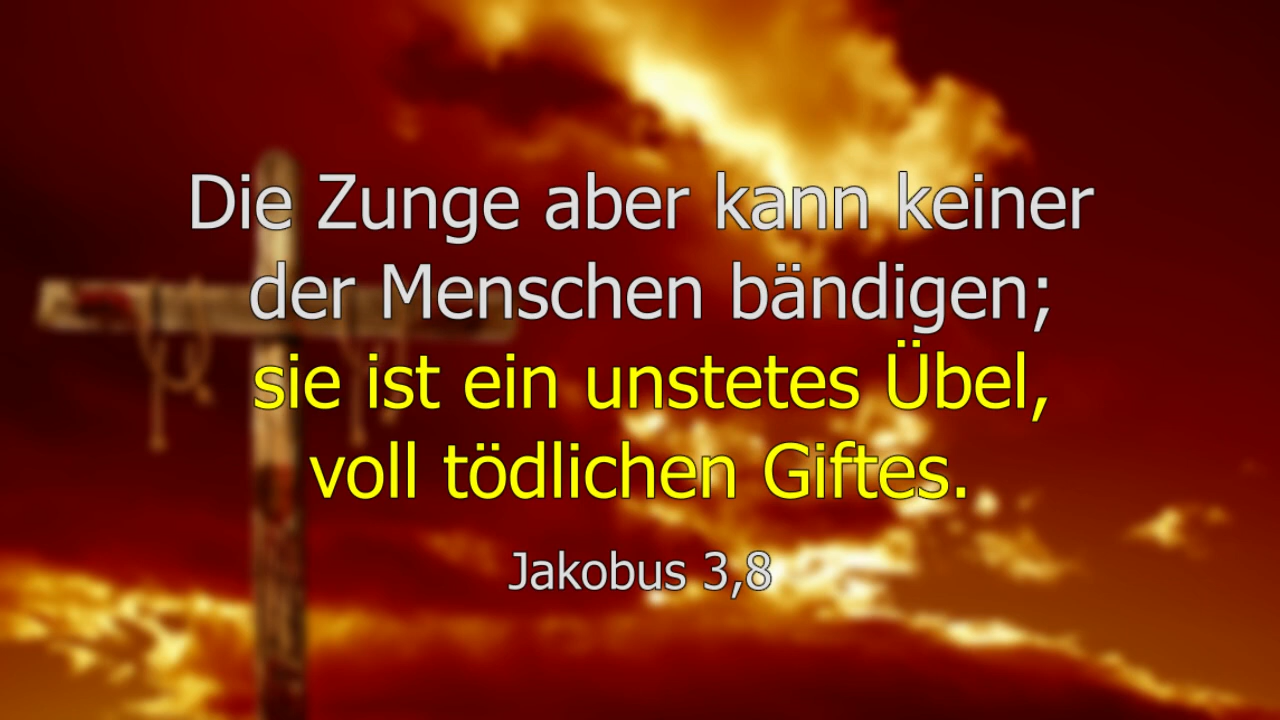 Die Zunge aber kann keiner
der Menschen bändigen;
sie ist ein unstetes Übel,
voll tödlichen Giftes.
Jakobus 3,8